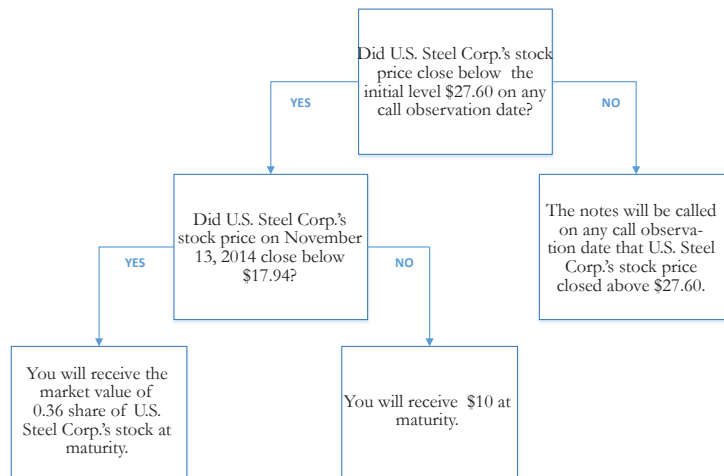 Did U.S. Steel Corp.'s stock
price close below the
initial level $27.60 on any
call observation date?
YES
NO
Did U.S. Steel Corp.'s
stock price on November
13, 2014 close below
$17.94?
The notes will be called
on any call observa-
tion date that U.S. Steel
Corp.'s stock price
closed above $27.60.
YES
NO
You will receive the
market value of
0.36 share of U.S.
Steel Corp.'s stock at
maturity.
You will receive $10 at
maturity.